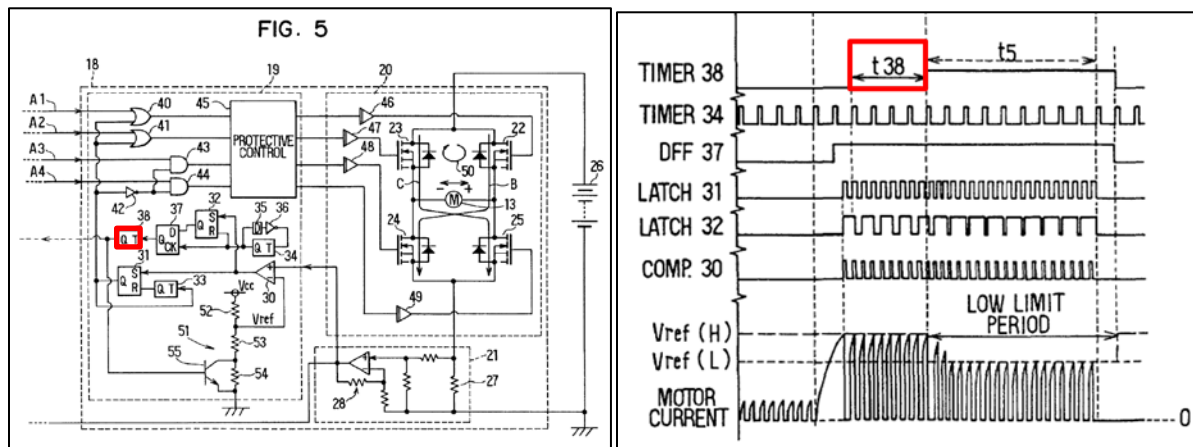 FIG. 5
18
19
20
A1
40
45
46
A2
41
47
23
22
A3
43
PROTECTIVE
CONTROL
48
50
26
A4
44
C
B
- +
M
42
13
38
37
32
35
36
24
25
Q T
D
Q
CK
S
Q
R
Q T
34
31
33
S
Q
R
Q T
30
Vcc
52
49
Vref
51
53
21
55
54
28
27
t38
t5
TIMER 38
TIMER 34
DFF 37
LATCH 31
LATCH 32
COMP. 30
LOW LIMIT
PERIOD
Vref (H)
Vref (L)
MOTOR
CURRENT
0